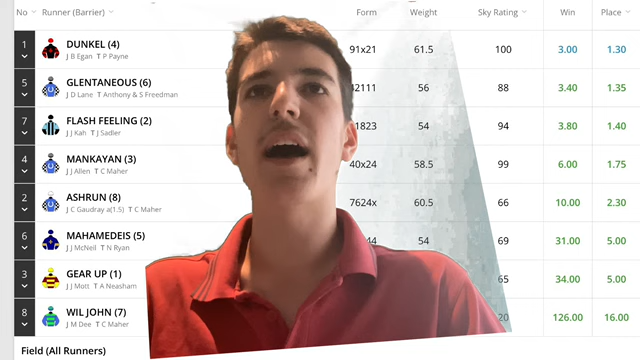 No Runner (Barrier) Form Weight Sky Rating Win Place
1 DUNKEL (4) 91x21 61.5 100 3.00 1.30
J B Egan T P Payne
5 GLENTANEOUS (6) 2111 56 88 3.40 1.35
J D Lane T Anthony & S Freedman
7 FLASH FEELING (2) 1823 54 94 3.80 1.40
J J Kah T J Sadler
4 MANKAYAN (3) 40x24 58.5 99 6.00 1.75
J J Allen T C Maher
2 ASHRUN (8) 7624x 60.5 66 10.00 2.30
J C Gaudray a(1.5) T C Maher
6 MAHAMEDEIS (5) 44 54 69 31.00 5.00
J J McNeil T N Ryan
3 GEAR UP (1) 65 34.00 5.00
J J Mott T A Neasham
8 WIL JOHN (7) 20 126.00 16.00
J M Dee T C Maher
Field (All Runners)